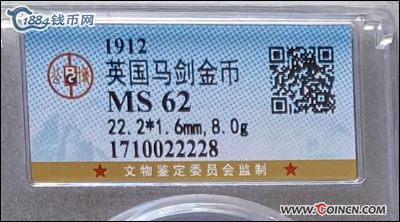 1884钱币网
1912
英国马剑金币
MS 62
22.2*1.6mm,8.0g
1710022228
★ 文物鉴定委员会监制 ★
www.COINCN.COM